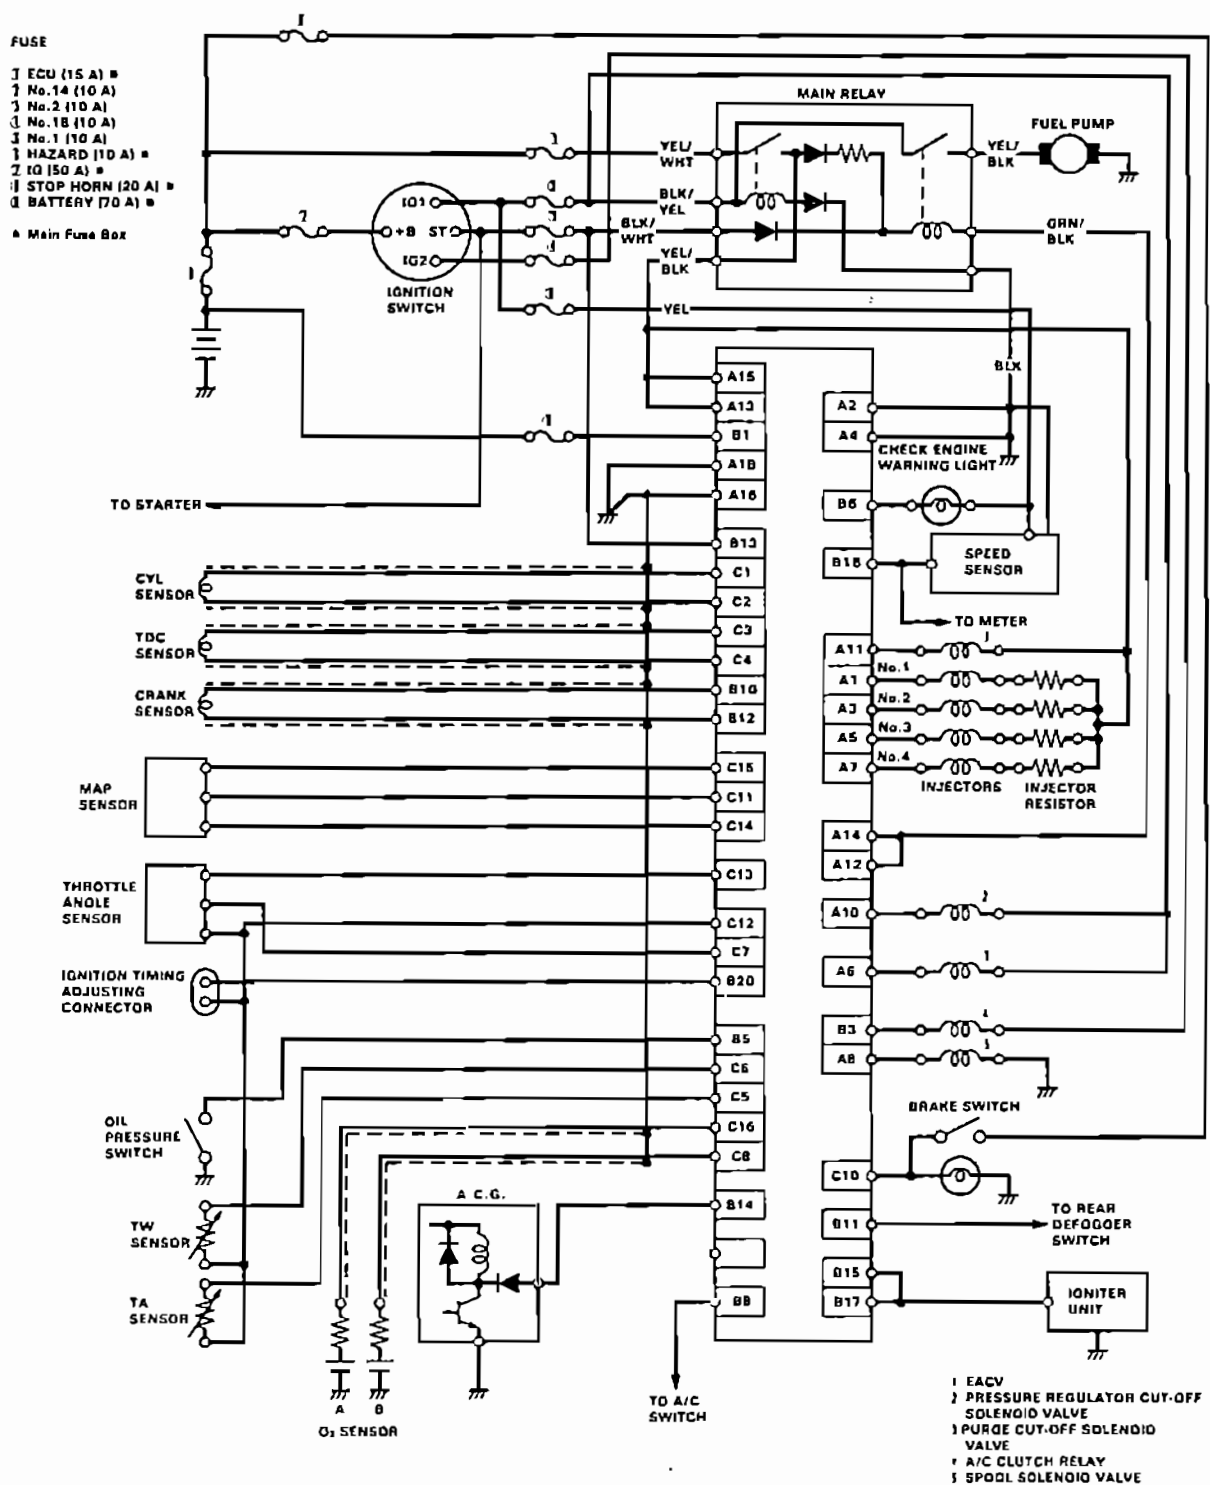 FUSE
ECU (15 A)
No.14 (10 A)
No.2 (10 A)
No.18 (10 A)
No.1 (10 A)
HAZARD (10 A)
IG (50 A)
STOP HORN (20 A)
BATTERY (70 A)
Main Fuse Box
MAIN RELAY
FUEL PUMP
YEL/
WHT
YEL/
BLK
BLK/
YEL
BLK/
WHT
YEL/
BLK
GRN/
BLK
IG1
+B ST
IG2
IGNITION
SWITCH
YEL
BLK
A15
A13
B1
A18
A16
B13
C1
C2
C3
C4
B10
B12
C15
C11
C14
C13
C12
C7
B20
B5
C6
C5
C16
C8
B14
B8
A2
A4
CHECK ENGINE
WARNING LIGHT
B6
B16
SPEED
SENSOR
TO METER
A11
No.1
A1
No.2
A3
No.3
A5
No.4
A7
INJECTORS
INJECTOR
RESISTOR
A14
A12
A10
2
A6
1
B3
A8
BRAKE SWITCH
C10
B11
TO REAR
DEFOGGER
SWITCH
B15
B17
IGNITER
UNIT
TO STARTER
CYL
SENSOR
TDC
SENSOR
CRANK
SENSOR
MAP
SENSOR
THROTTLE
ANGLE
SENSOR
IGNITION TIMING
ADJUSTING
CONNECTOR
OIL
PRESSURE
SWITCH
TW
SENSOR
TA
SENSOR
A C.G.
A
B
O₂ SENSOR
TO A/C
SWITCH
1 EACV
2 PRESSURE REGULATOR CUT-OFF
SOLENOID VALVE
3 PURGE CUT-OFF SOLENOID
VALVE
A/C CLUTCH RELAY
5 SPOOL SOLENOID VALVE